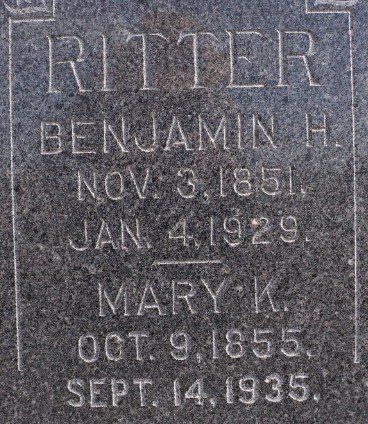 RITTER
BENJAMIN H.
NOV. 3, 1851.
JAN. 4, 1929.
MARY K.
OCT. 9, 1855.
SEPT. 14, 1935.